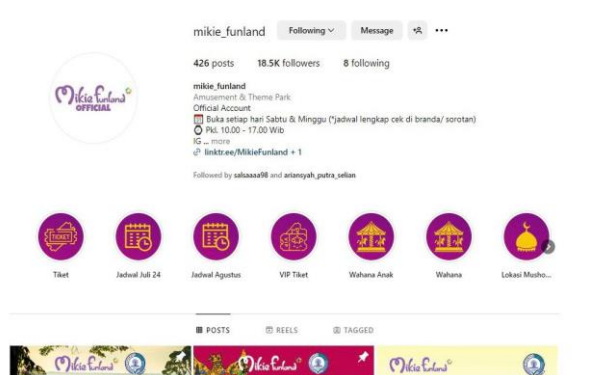 mikie_funland Following Message
426 posts 18.5K followers 8 following
Mikie Funland
OFFICIAL
mikie_funland
Amusement & Theme Park
Official Account
Buka setiap hari Sabtu & Minggu (*jadwal lengkap cek di branda/ sorotan)
Pkl. 10.00 - 17.00 Wib
IG ... more
linktr.ee/MikieFunland + 1
Followed by salsaaaa98 and ariansyah_putra_selian
TICKET
Tiket Jadwal Juli 24 Jadwal Agustus VIP Tiket Wahana Anak Wahana Lokasi Musho...
POSTS REELS TAGGED
Mikie Funland Mikie Funland Mikie Funland